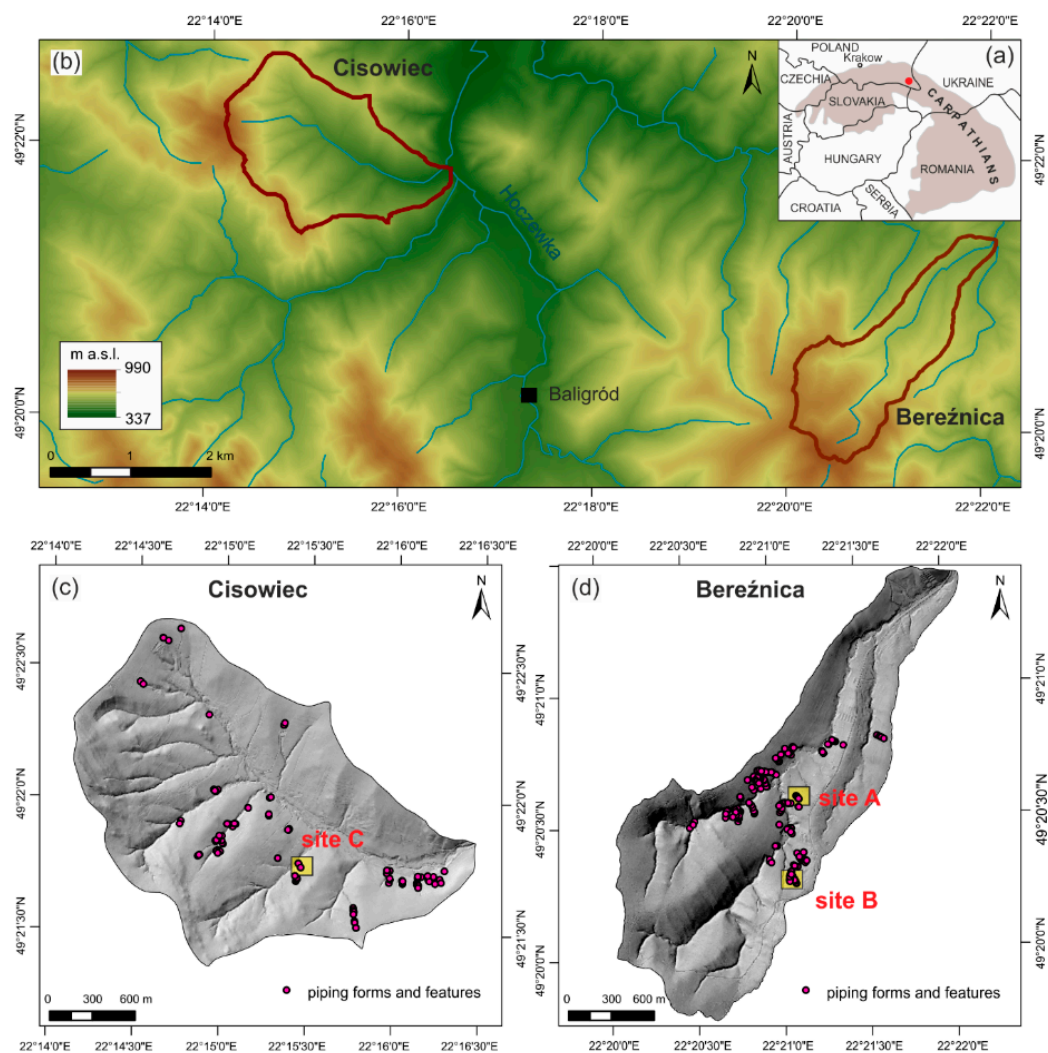 22°14'0"E 22°16'0"E 22°20'0"E 22°22'0"E
(b)
Cisowiec
N
(a)
POLAND
Krakow
CZECHIA
UKRAINE
SLOVAKIA
CARPATHIANS
AUSTRIA
HUNGARY
ROMANIA
SERBIA
CROATIA
49°22'0"N
49°22'0"N
Hoczewka
m a.s.l.
990
337
Baligród
Bereźnica
49°20'0"N
49°20'0"N
0 1 2 km
22°14'0"E 22°16'0"E 22°18'0"E 22°20'0"E 22°22'0"E
22°14'0"E 22°14'30"E 22°15'0"E 22°15'30"E 22°16'0"E 22°16'30"E
(c)
Cisowiec
N
49°22'30"N
49°22'30"N
49°22'0"N
49°22'0"N
site C
49°21'30"N
49°21'30"N
piping forms and features
0 300 600 m
22°14'0"E 22°14'30"E 22°15'0"E 22°15'30"E 22°16'0"E 22°16'30"E
22°20'0"E 22°20'30"E 22°21'0"E 22°21'30"E 22°22'0"E
(d)
Bereźnica
N
49°21'0"N
49°21'0"N
site A
49°20'30"N
49°20'30"N
site B
49°20'0"N
49°20'0"N
piping forms and features
0 300 600 m
22°20'0"E 22°20'30"E 22°21'0"E 22°21'30"E 22°22'0"E